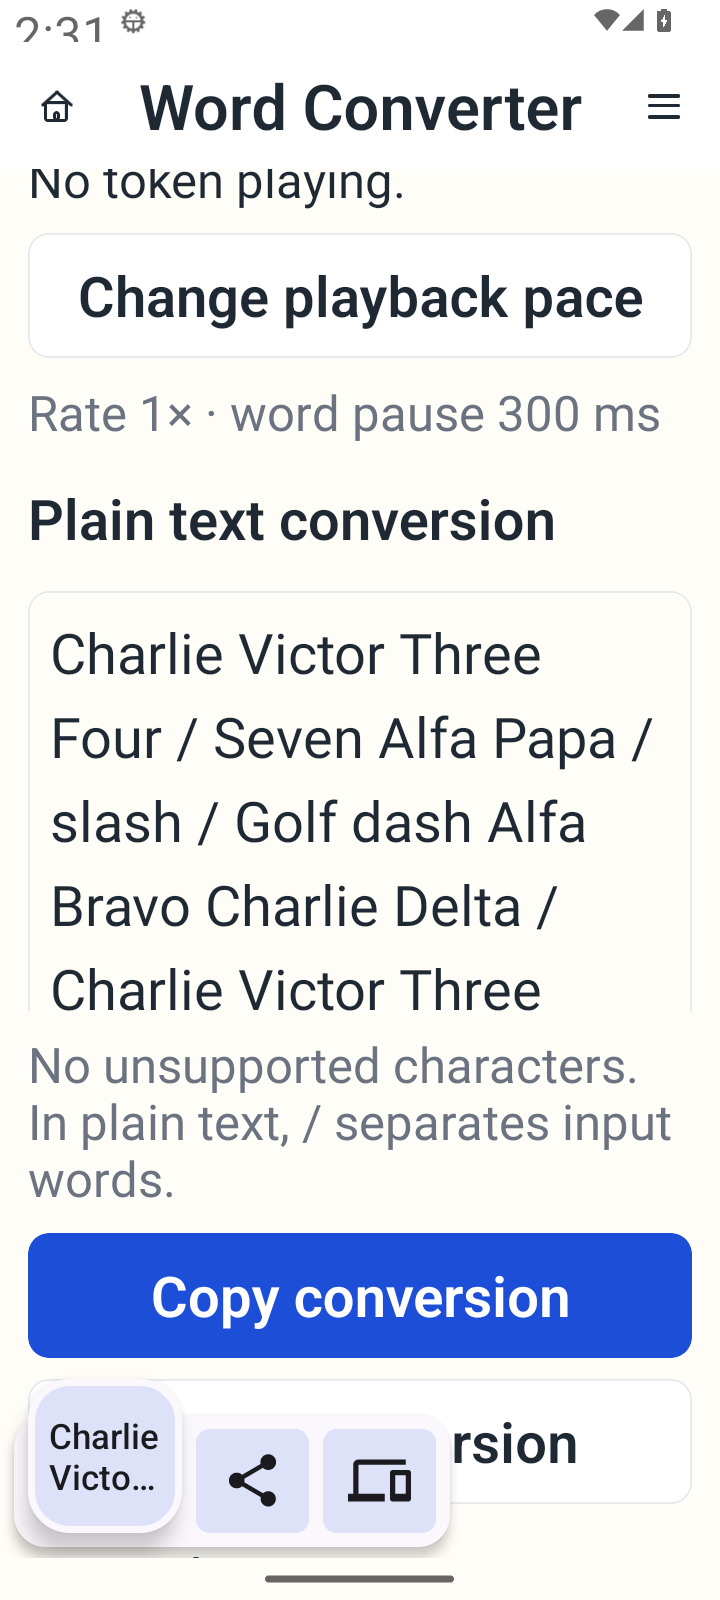 2:31
Word Converter
No token playing.
Change playback pace
Rate 1× · word pause 300 ms
Plain text conversion
Charlie Victor Three
Four / Seven Alfa Papa /
slash / Golf dash Alfa
Bravo Charlie Delta /
Charlie Victor Three
No unsupported characters.
In plain text, / separates input
words.
Copy conversion
rsion
Charlie
Victo...